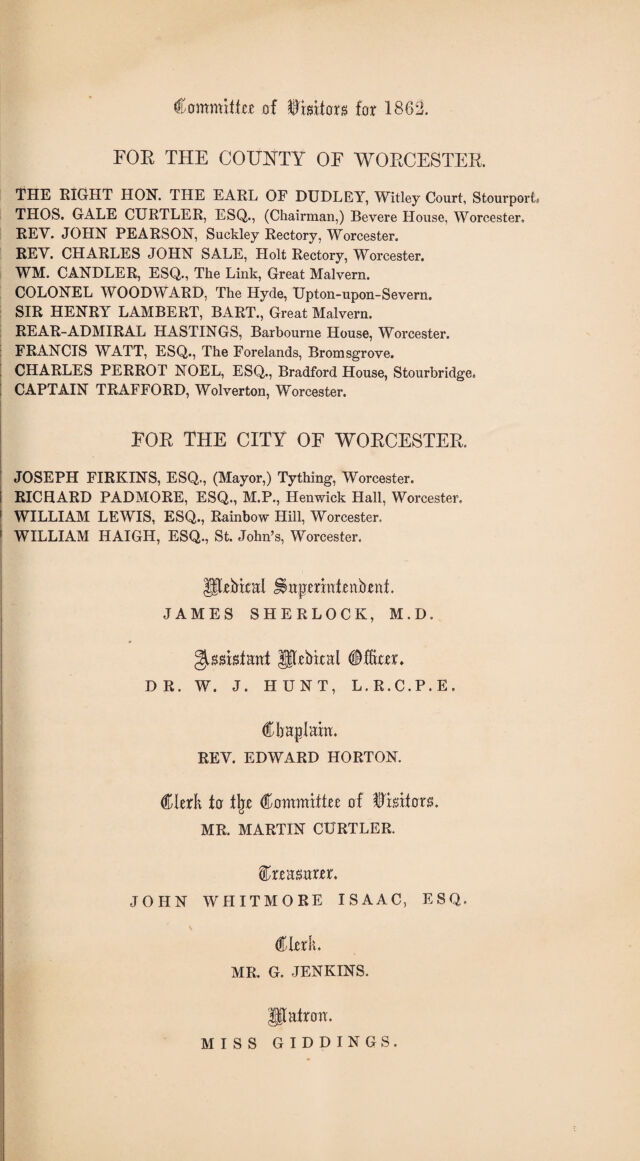 Committee of Visitors for 1862.
FOR THE COUNTY OF WORCESTER.
THE RIGHT HON. THE EARL OF DUDLEY, Witley Court, Stourport.
THOS. GALE CURTLER, ESQ., (Chairman,) Bevere House, Worcester.
REV. JOHN PEARSON, Suckley Rectory, Worcester.
REV. CHARLES JOHN SALE, Holt Rectory, Worcester.
WM. CANDLER, ESQ., The Link, Great Malvern.
COLONEL WOODWARD, The Hyde, Upton-upon-Severn.
SIR HENRY LAMBERT, BART., Great Malvern.
REAR-ADMIRAL HASTINGS, Barbourne House, Worcester.
FRANCIS WATT, ESQ., The Forelands, Bromsgrove.
CHARLES PERROT NOEL, ESQ., Bradford House, Stourbridge.
CAPTAIN TRAFFORD, Wolverton, Worcester.
FOR THE CITY OF WORCESTER.
JOSEPH FIRKINS, ESQ., (Mayor,) Tything, Worcester.
RICHARD PADMORE, ESQ., M.P., Henwick Hall, Worcester.
WILLIAM LEWIS, ESQ., Rainbow Hill, Worcester.
WILLIAM HAIGH, ESQ., St. John's, Worcester.
Medical Superintendent.
JAMES SHERLOCK, M.D.
Assistant Medical Officer.
DR. W. J. HUNT, L.R.C.P.E.
Chaplain.
REV. EDWARD HORTON.
Clerk to the Committee of Visitors.
MR. MARTIN CURTLER.
Treasurer.
JOHN WHITMORE ISAAC, ESQ.
Clerk.
MR. G. JENKINS.
Matron.
MISS GIDDINGS.